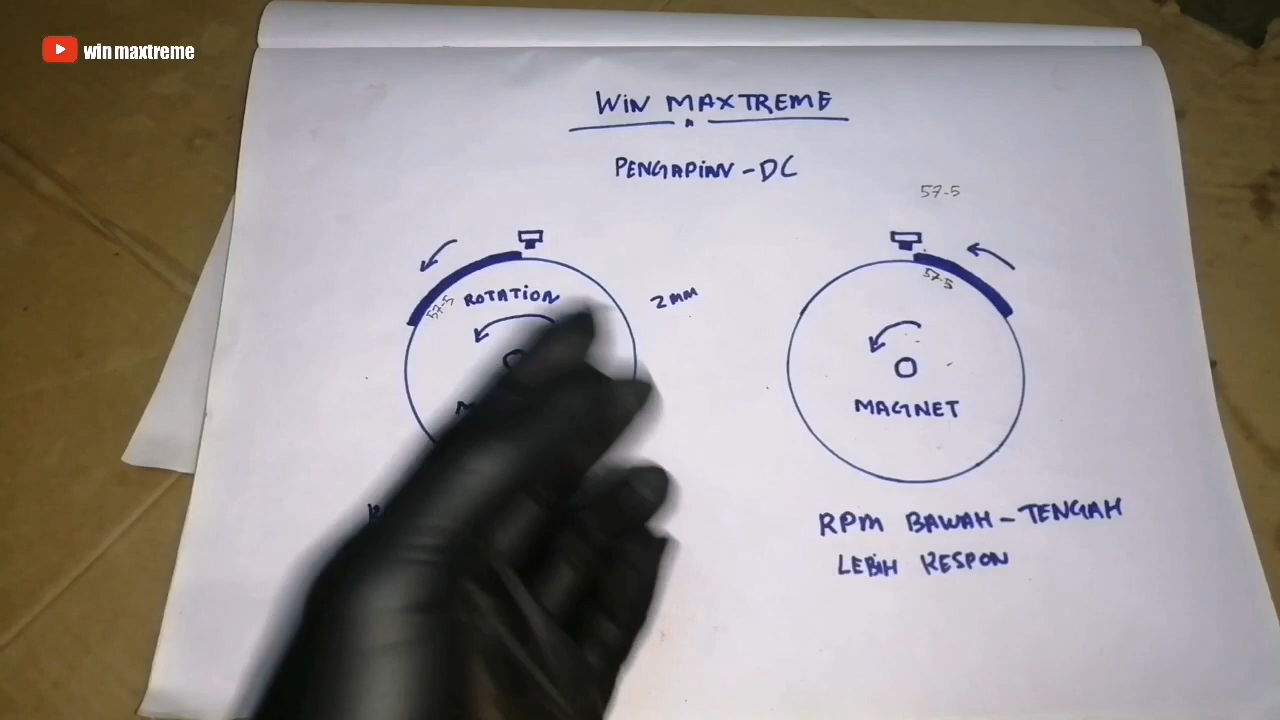 win maxtreme
WIN MAXTREME
PENGAPIAN - DC
57-5
57-5
ROTATION
2MM
57-5
MAGNET
RPM BAWAH - TENGAH
LEBIH RESPON